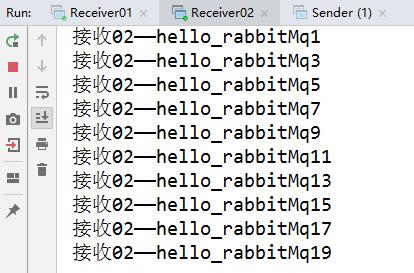 Run: Receiver01 × Receiver02 × Sender (1) ×
接收02——hello_rabbitMq1
接收02——hello_rabbitMq3
接收02——hello_rabbitMq5
接收02——hello_rabbitMq7
接收02——hello_rabbitMq9
接收02——hello_rabbitMq11
接收02——hello_rabbitMq13
接收02——hello_rabbitMq15
接收02——hello_rabbitMq17
接收02——hello_rabbitMq19